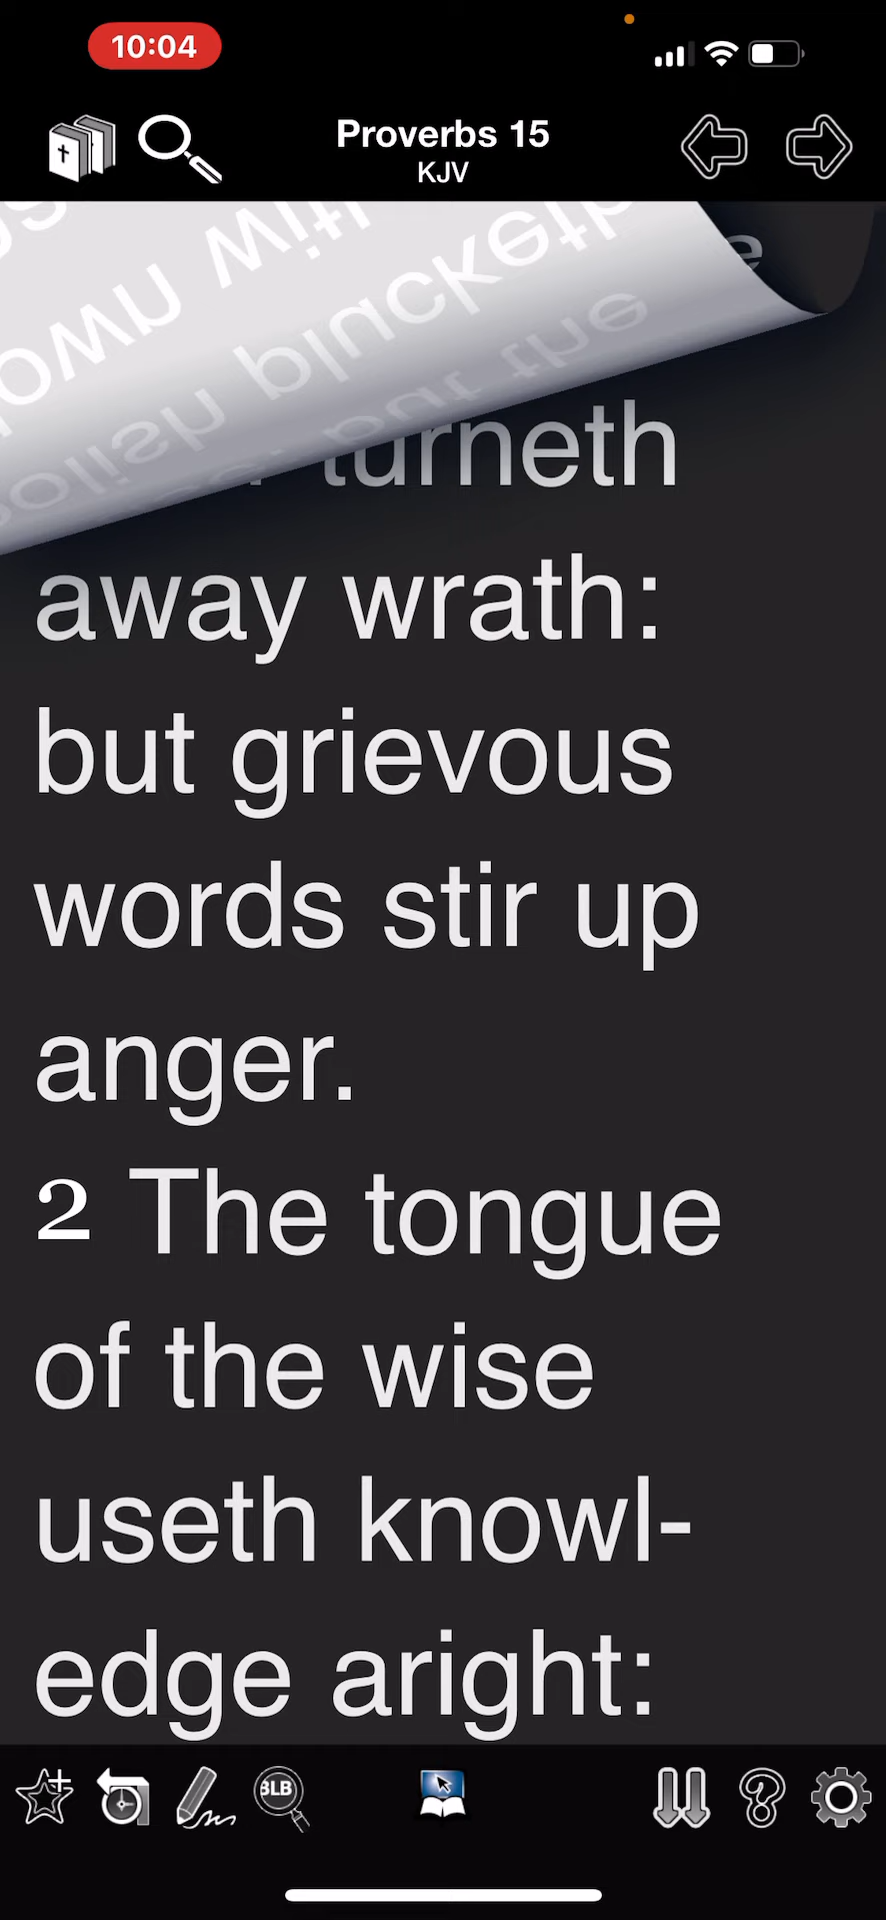 10:04
Proverbs 15
KJV
turneth
away wrath:
but grievous
words stir up
anger.
2 The tongue
of the wise
useth knowl-
edge aright:
BLB